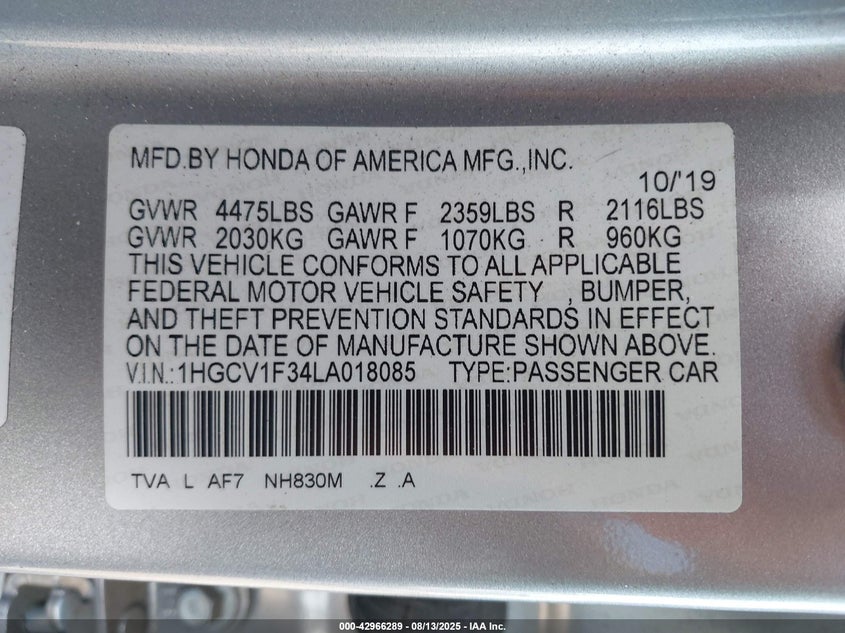 MFD.BY HONDA OF AMERICA MFG.,INC.
10/'19
GVWR 4475LBS GAWR F 2359LBS R 2116LBS
GVWR 2030KG GAWR F 1070KG R 960KG
THIS VEHICLE CONFORMS TO ALL APPLICABLE
FEDERAL MOTOR VEHICLE SAFETY , BUMPER,
AND THEFT PREVENTION STANDARDS IN EFFECT
ON THE DATE OF MANUFACTURE SHOWN ABOVE.
V.I.N.:1HGCV1F34LA018085 TYPE:PASSENGER CAR
TVA L AF7 NH830M .Z .A
000-42966289 - 08/13/2025 - IAA Inc.